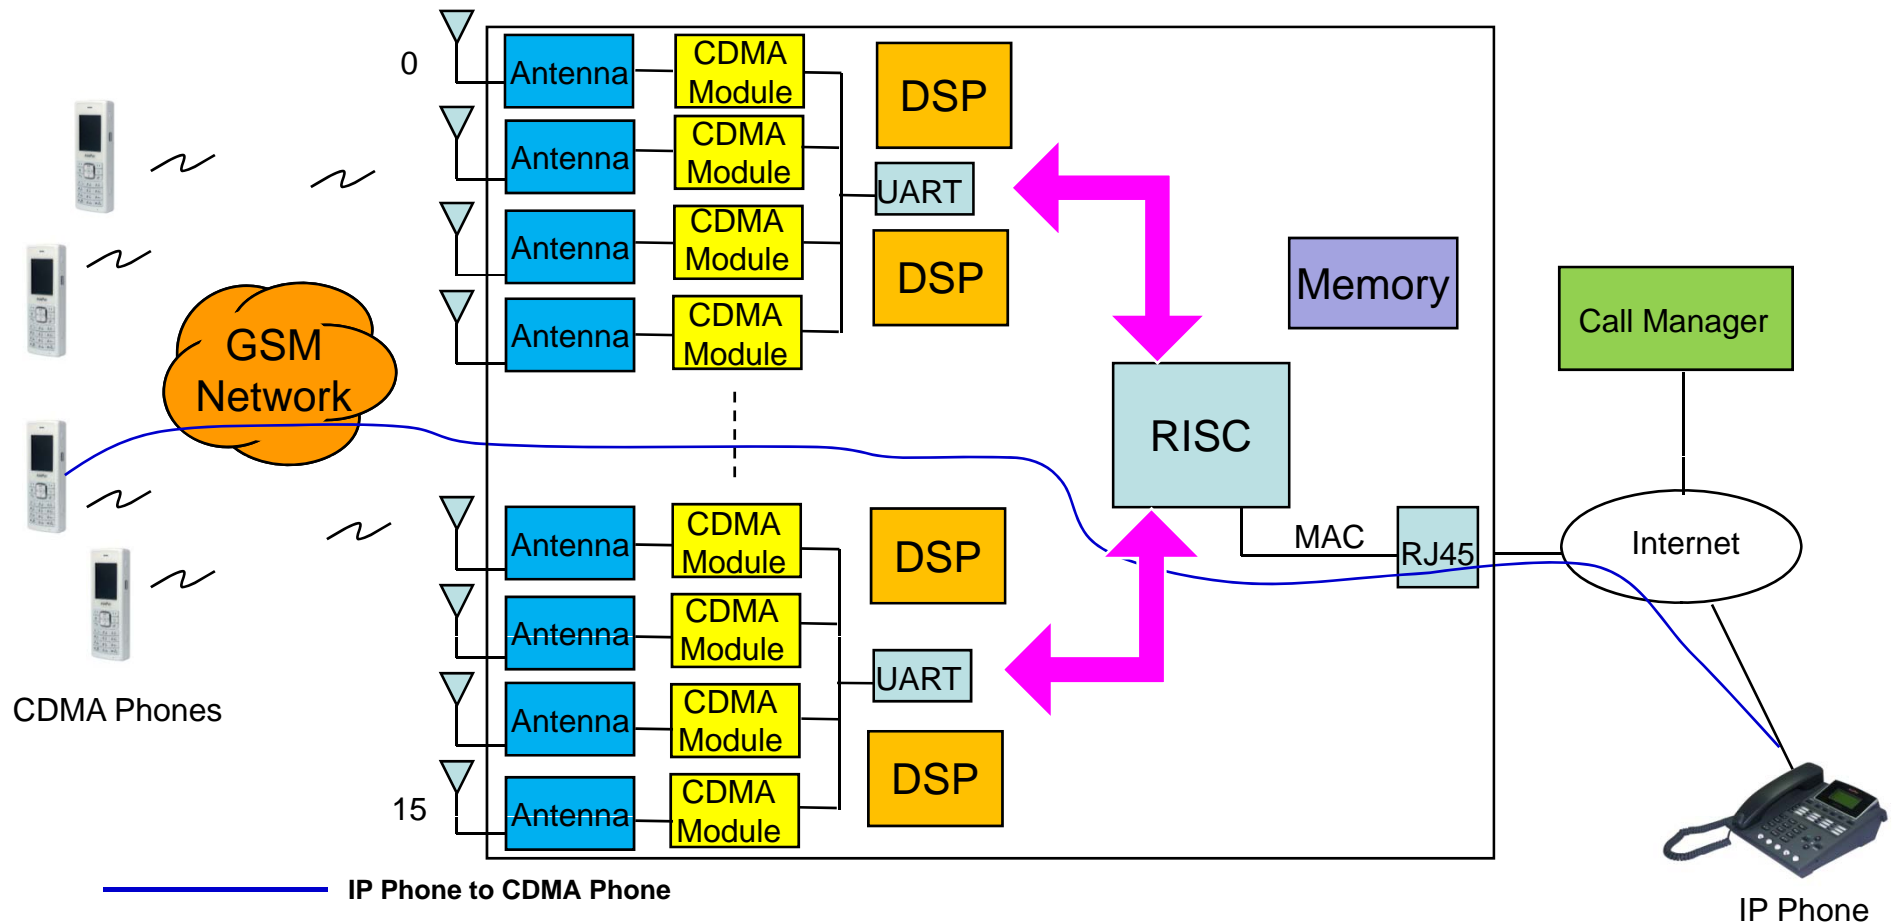 0
Antenna
CDMA
Module
DSP
Antenna
CDMA
Module
UART
Antenna
CDMA
Module
DSP
Memory
Antenna
CDMA
Module
Call Manager
GSM
Network
RISC
Antenna
CDMA
Module
DSP
MAC
RJ45
Internet
Antenna
CDMA
Module
UART
CDMA Phones
Antenna
CDMA
Module
DSP
15
Antenna
CDMA
Module
IP Phone to CDMA Phone
IP Phone